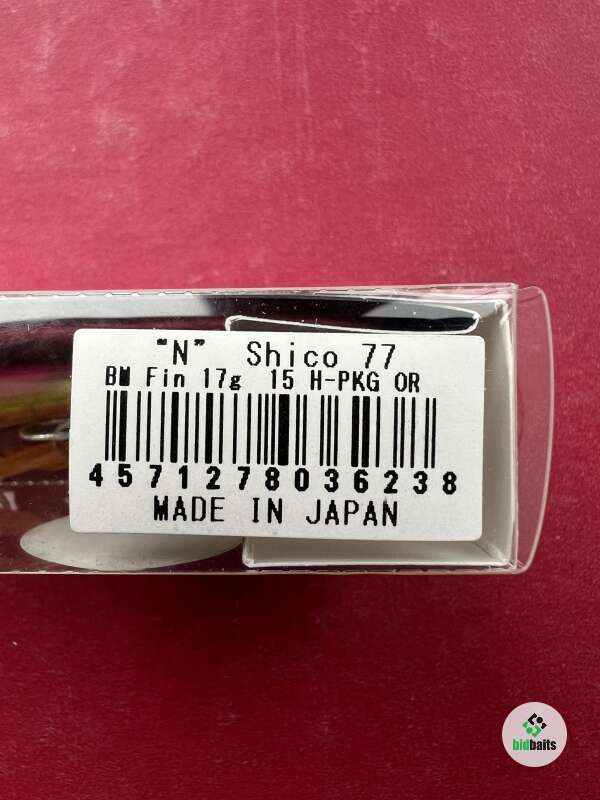 "N" Shico 77
BM Fin 17g 15 H-PKG OR
4571278036238
MADE IN JAPAN
bidbaits